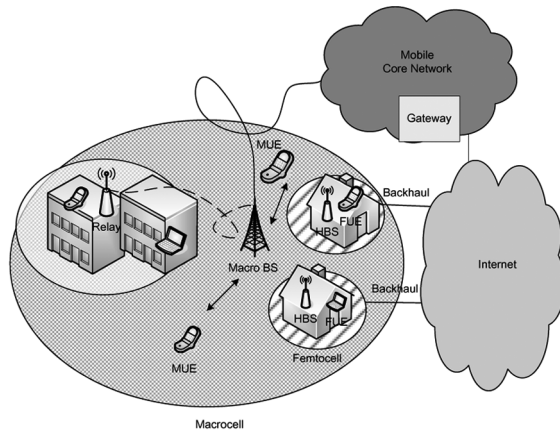 Mobile
Core Network
Gateway
MUE
Backhaul
HBS
FUE
Relay
Macro BS
Internet
Backhaul
HBS
FUE
Femtocell
MUE
Macrocell